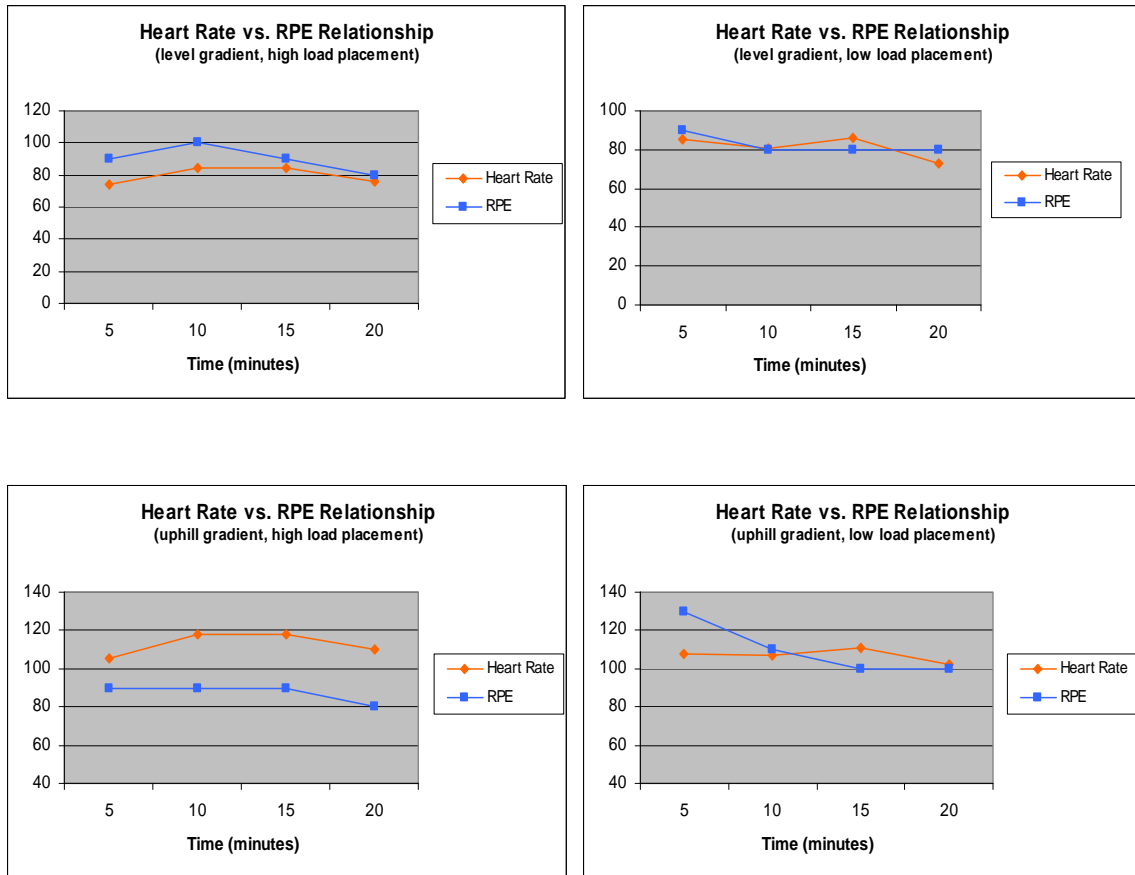 Heart Rate vs. RPE Relationship
(level gradient, high load placement)
120
100
80
60
40
20
0
5 10 15 20
Time (minutes)
Heart Rate
RPE
Heart Rate vs. RPE Relationship
(level gradient, low load placement)
100
80
60
40
20
0
5 10 15 20
Time (minutes)
Heart Rate
RPE
Heart Rate vs. RPE Relationship
(uphill gradient, high load placement)
140
120
100
80
60
40
5 10 15 20
Time (minutes)
Heart Rate
RPE
Heart Rate vs. RPE Relationship
(uphill gradient, low load placement)
140
120
100
80
60
40
5 10 15 20
Time (minutes)
Heart Rate
RPE